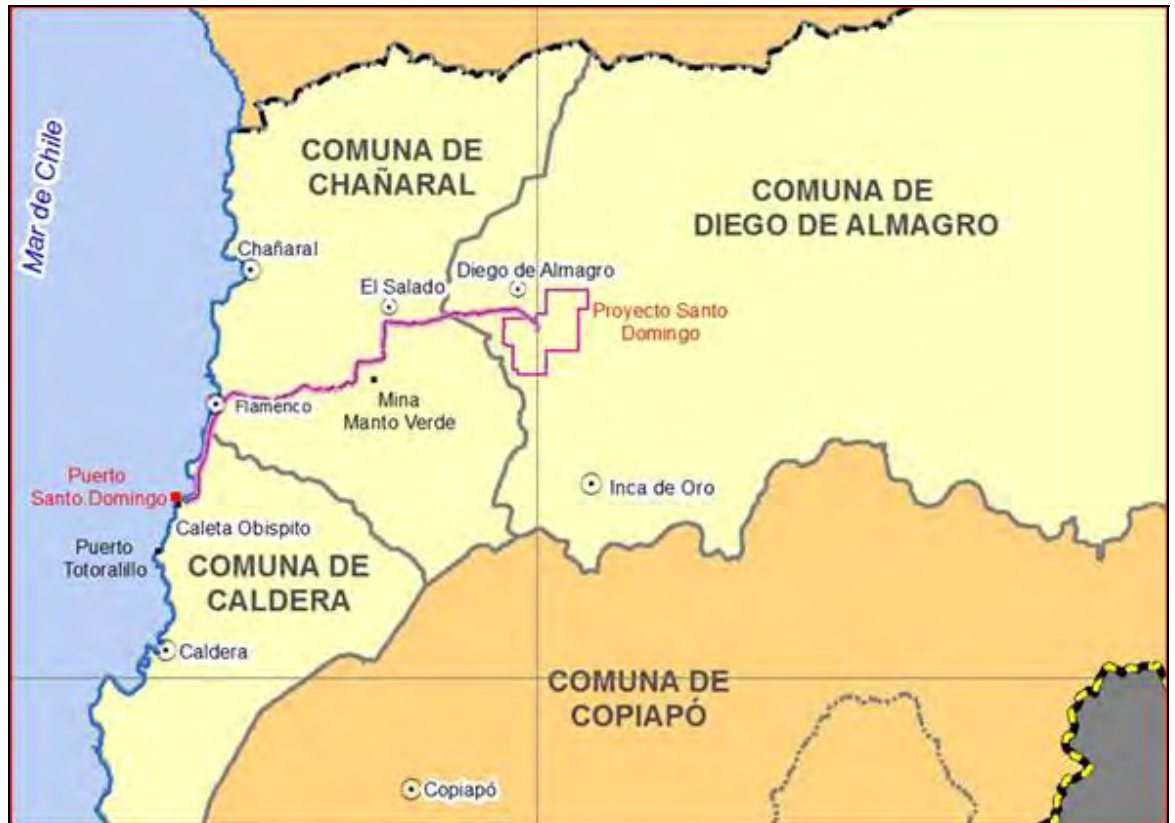 Mar de Chile
COMUNA DE
CHAÑARAL
COMUNA DE
DIEGO DE ALMAGRO
Chañaral
El Salado
Diego de Almagro
Proyecto Santo
Domingo
Flamenco
Mina
Manto Verde
Puerto
Santo Domingo
Inca de Oro
Caleta Obispito
Puerto
Totoralillo
COMUNA DE
CALDERA
Caldera
COMUNA DE
COPIAPÓ
Copiapó